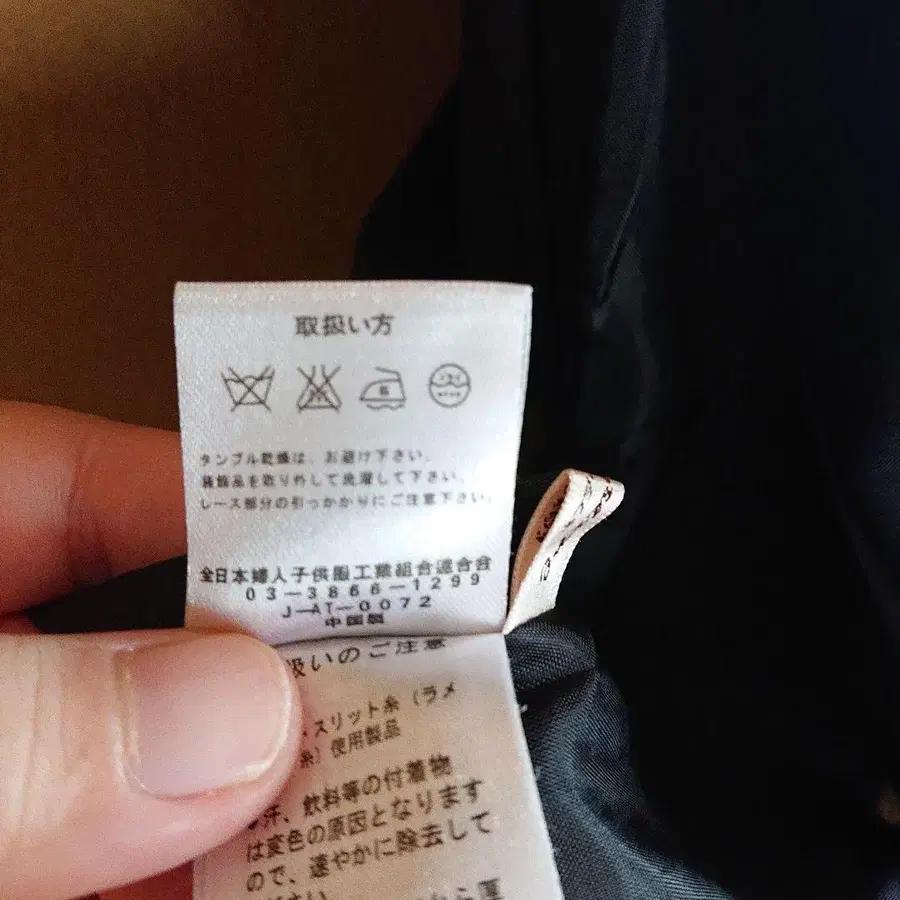 取扱い方
タンブル乾燥は、お避け下さい。
装飾品を取り外して洗濯して下さい。
レース部分の引っかかりにご注意下さい。
全日本婦人子供服工業組合連合会
03-3866-1299
J-AT-0072
中国製
扱いのご注意
スリット糸(ラメ
糸)使用製品
汗、飲料等の付着物
は変色の原因となります
ので、速やかに除去して